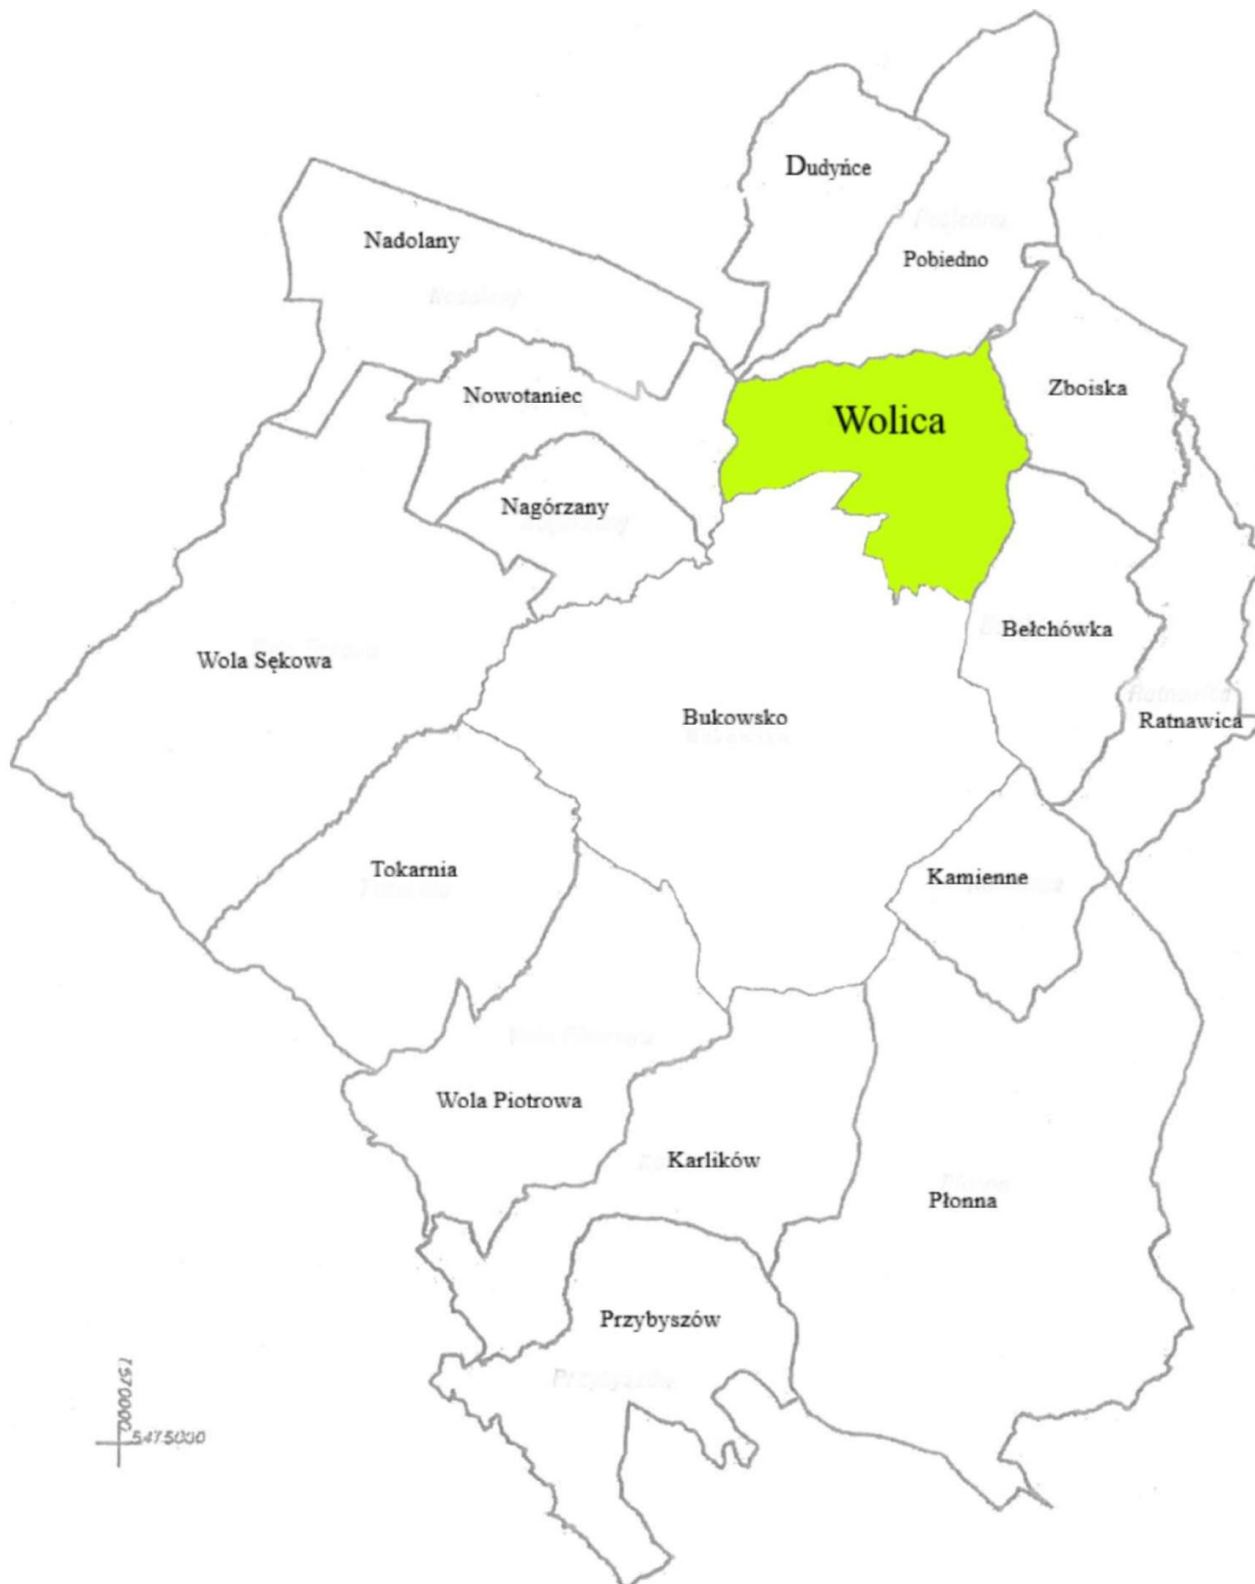 Dudyńce
Nadolany
Pobiedno
Nowotaniec
Zboiska
Wolica
Nagórzany
Bełchówka
Wola Sękowa
Bukowsko
Ratnawica
Tokarnia
Kamienne
Wola Piotrowa
Karlików
Płonna
Przybyszów
7570000
5475000